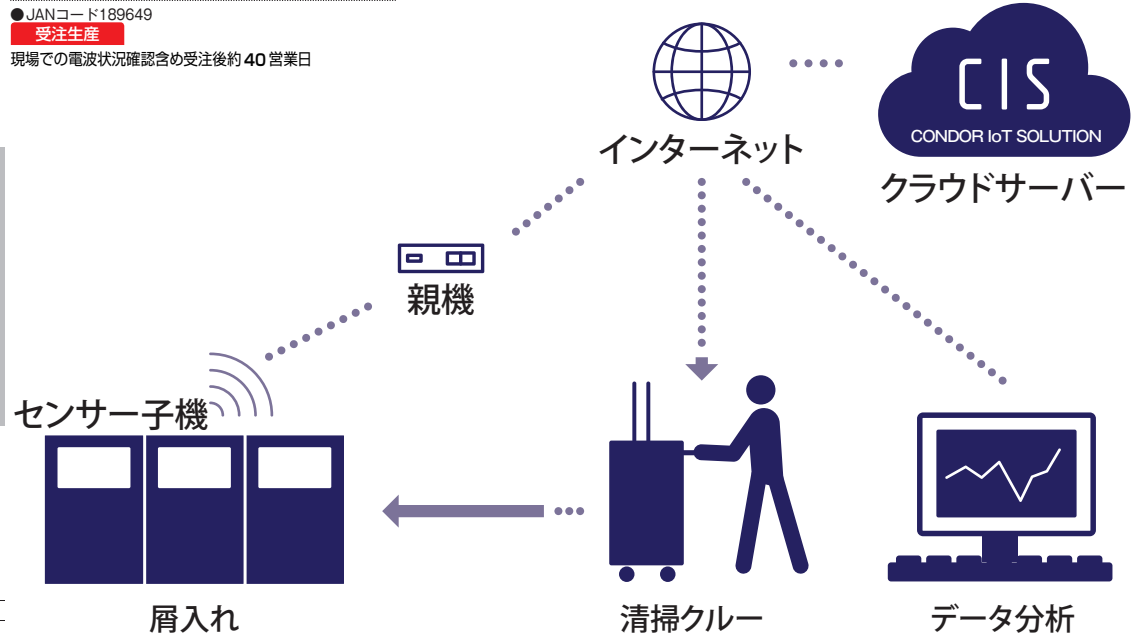 ●JANコード189649
受注生産
現場での電波状況確認含め受注後約40営業日
CIS
CONDOR IoT SOLUTION
インターネット
クラウドサーバー
親機
センサー子機
屑入れ
清掃クルー
データ分析